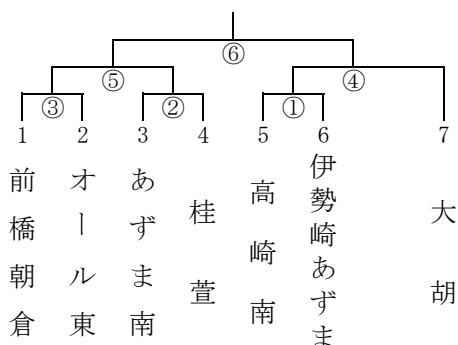 ⑥
⑤ ④
③ ② ①
1 2 3 4 5 6 7
前橋朝倉
オール東
あずま南
桂萱
高崎南
伊勢崎あずま
大胡